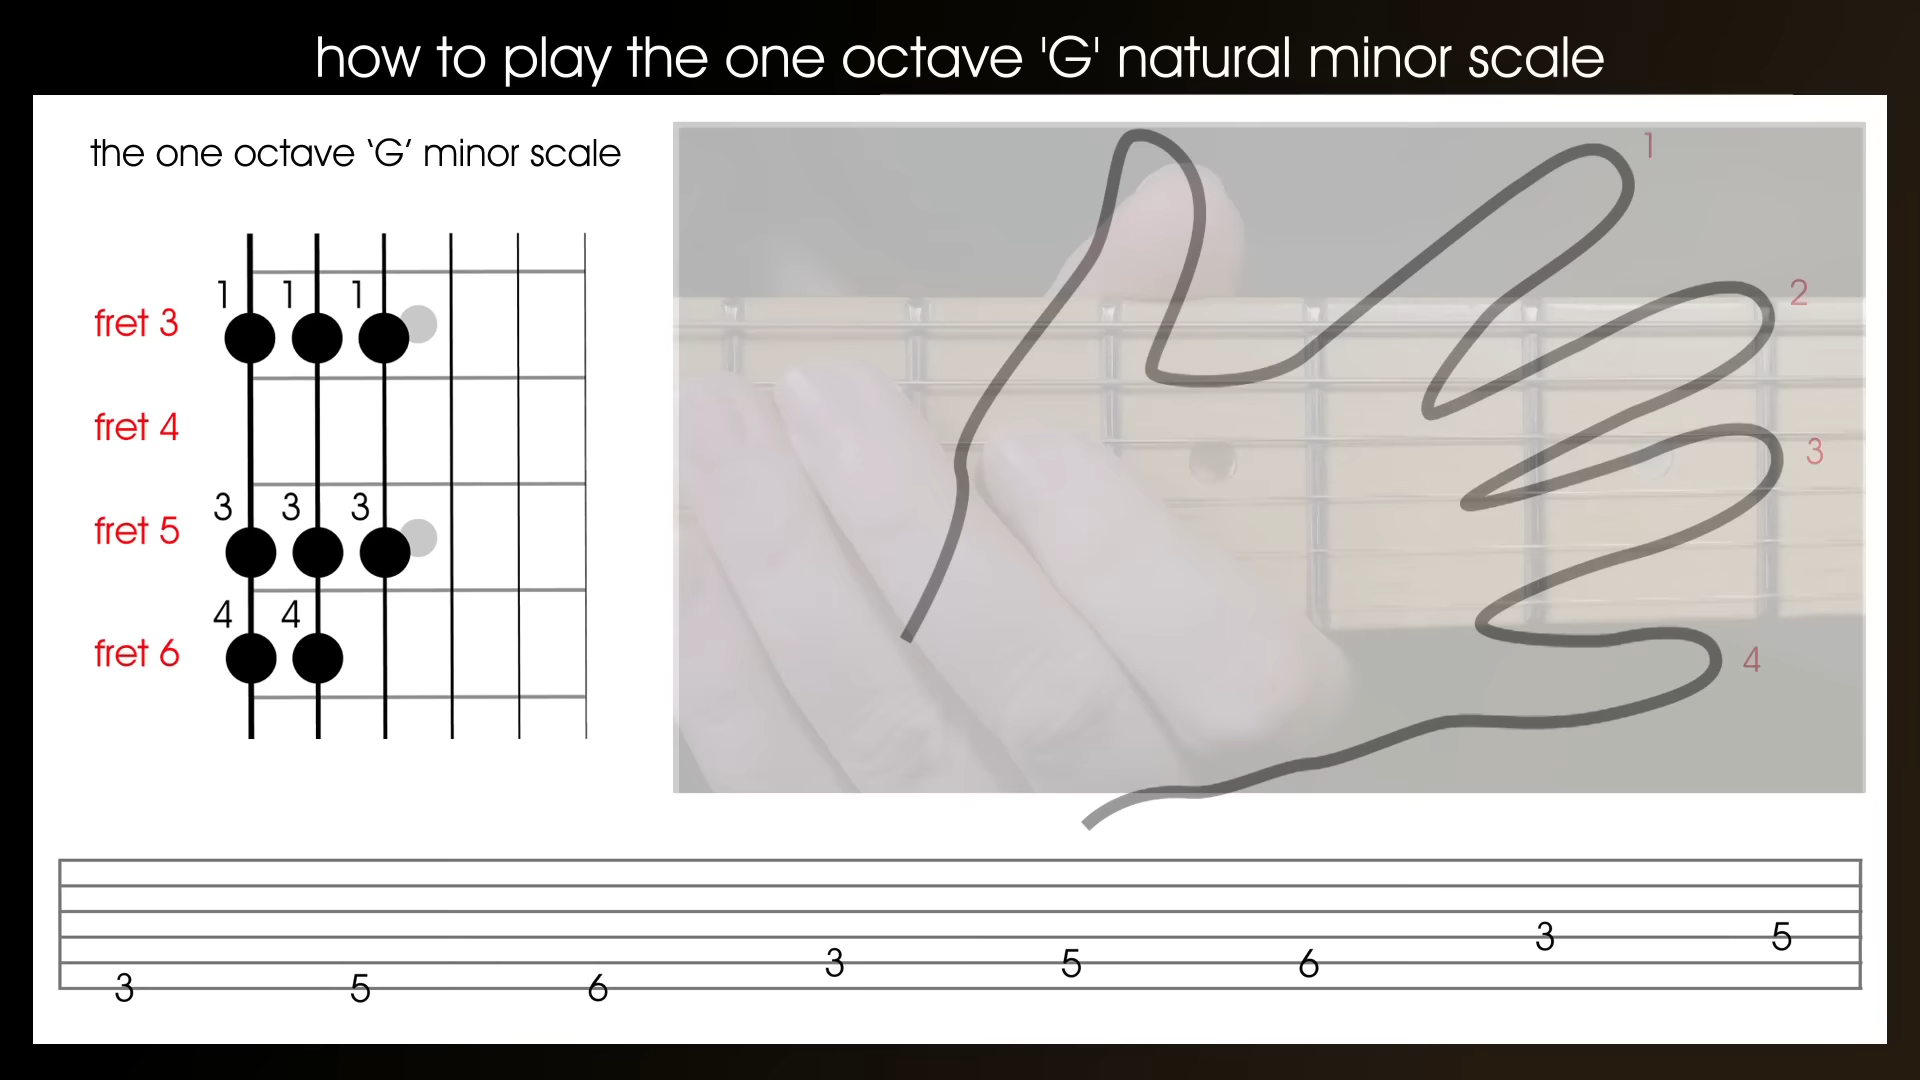 how to play the one octave 'G' natural minor scale
the one octave ‘G’ minor scale
1 1 1
fret 3
fret 4
3 3 3
fret 5
4 4
fret 6
1
2
3
4
3 5 6 3 5 6 3 5